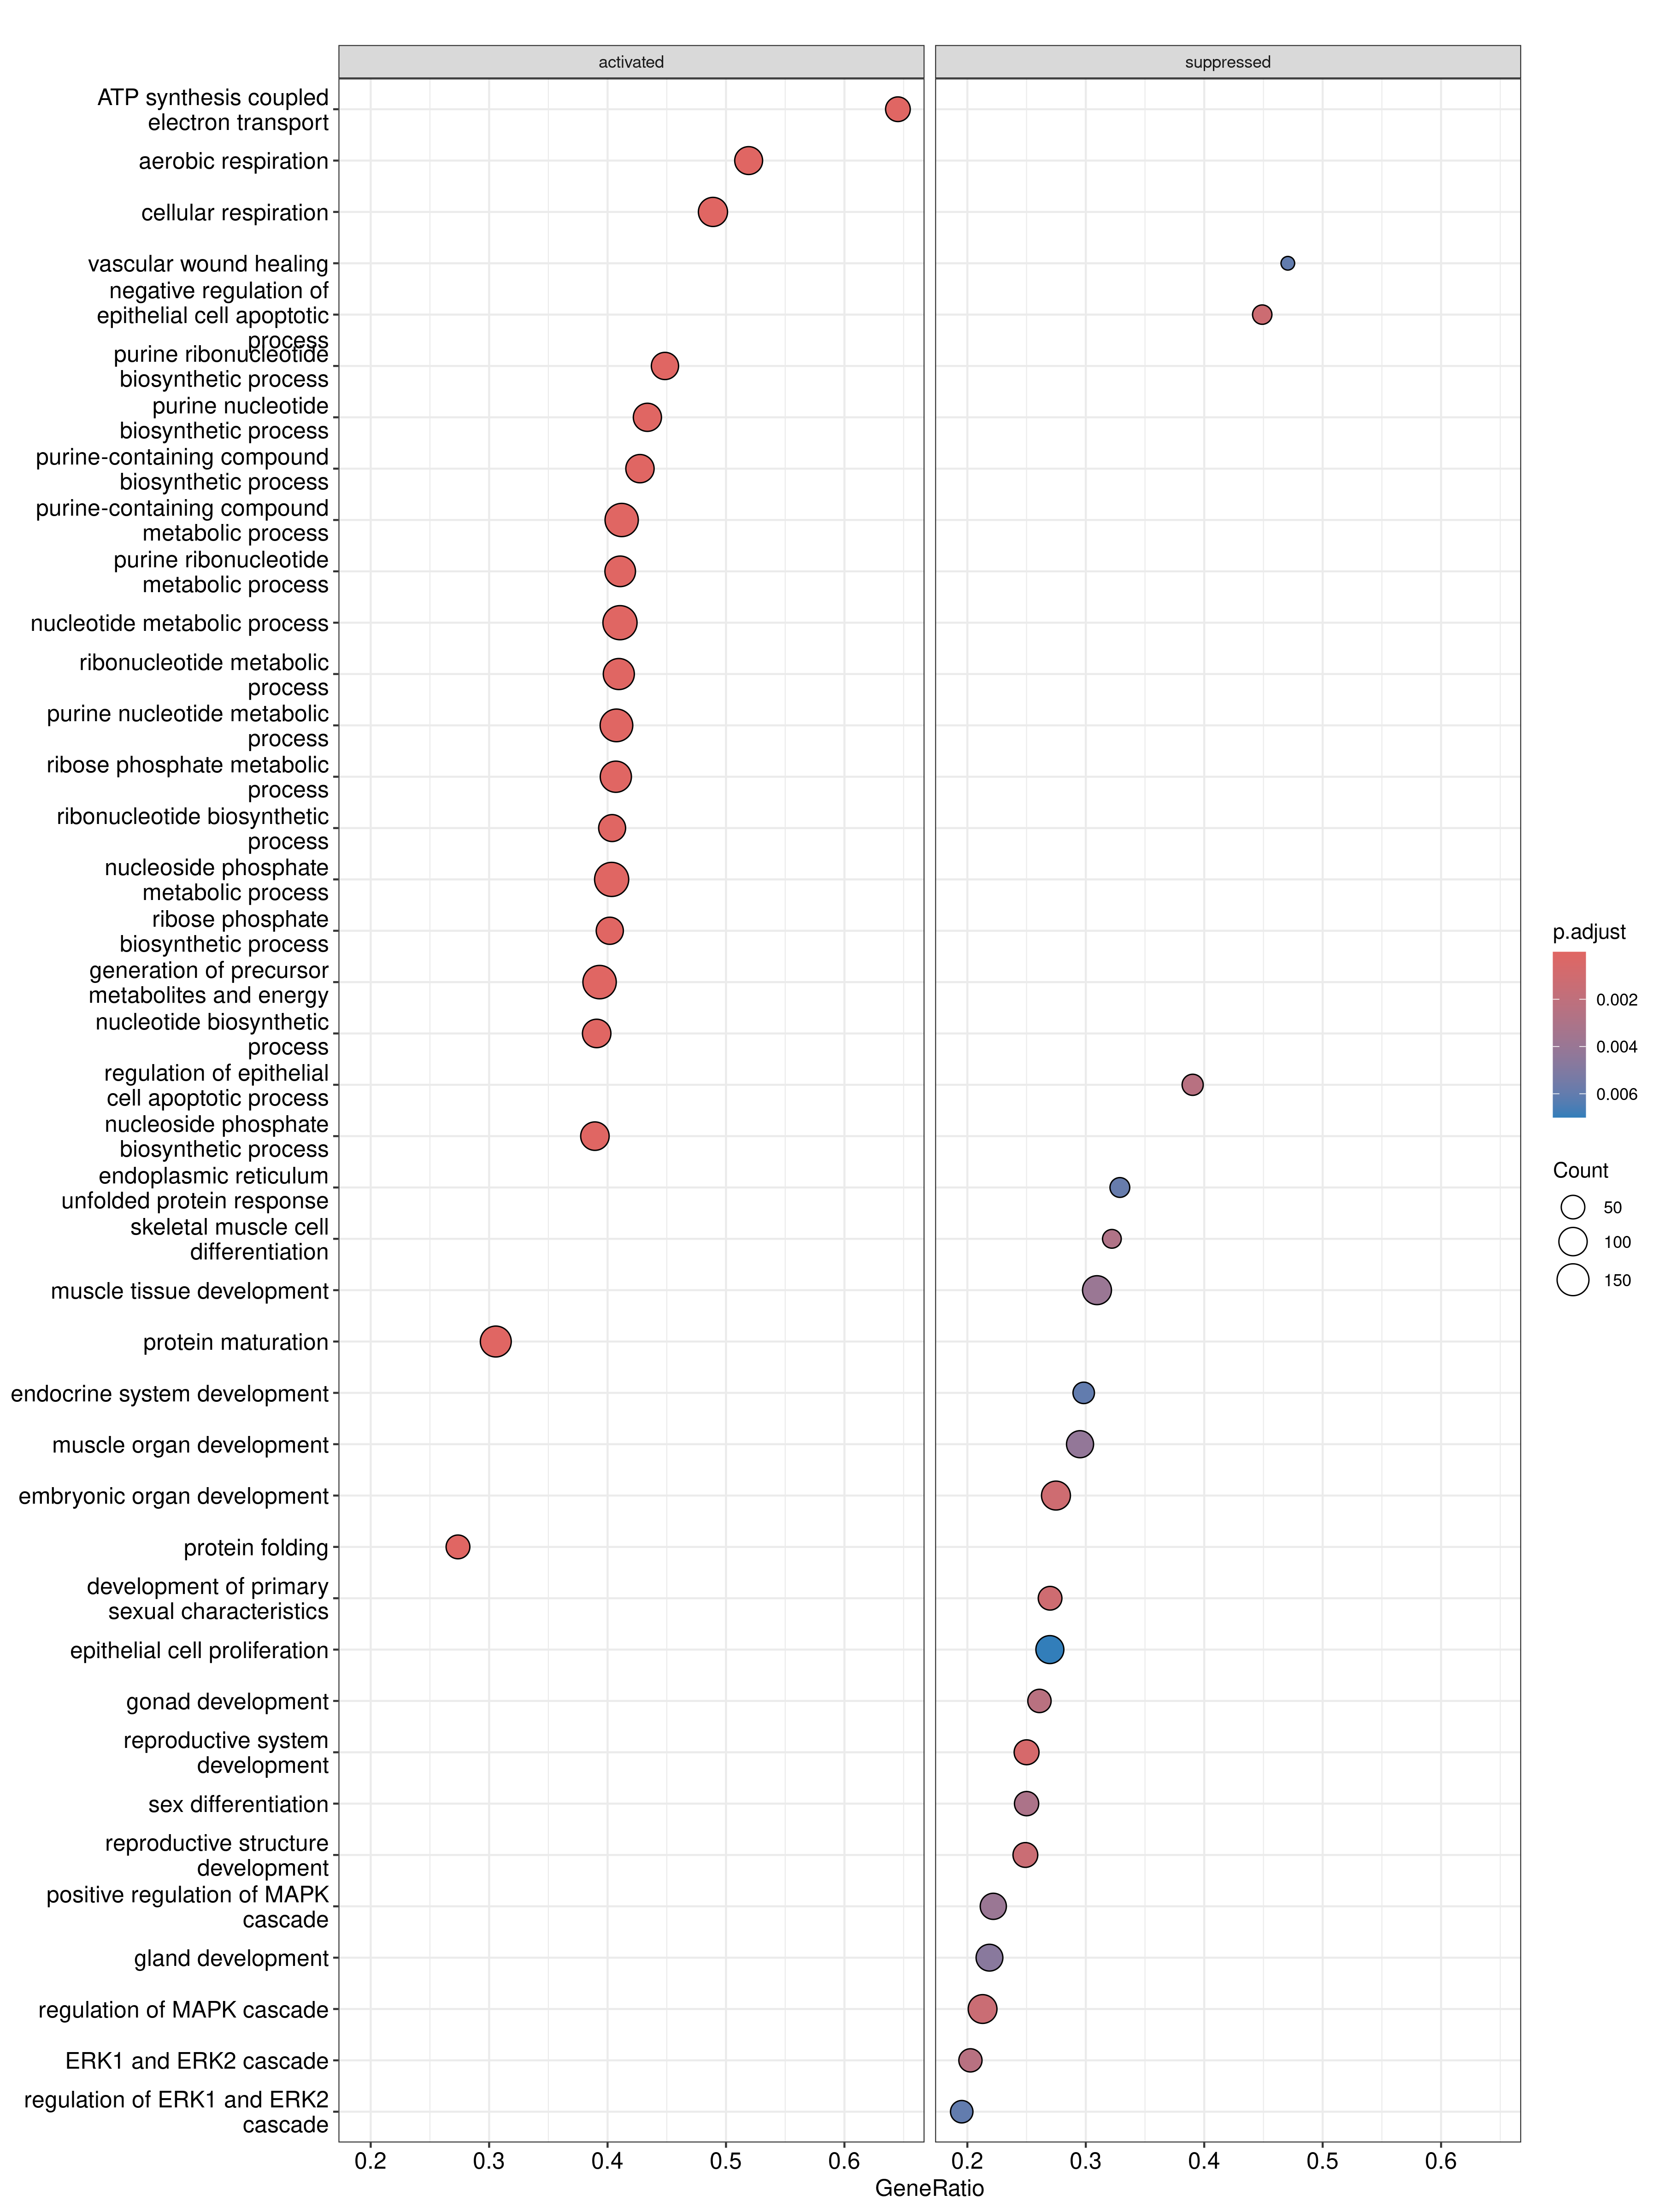 activated
suppressed
ATP synthesis coupled
electron transport
aerobic respiration
cellular respiration
vascular wound healing
negative regulation of
epithelial cell apoptotic
process
purine ribonucleotide
biosynthetic process
purine nucleotide
biosynthetic process
purine-containing compound
biosynthetic process
purine-containing compound
metabolic process
purine ribonucleotide
metabolic process
nucleotide metabolic process
ribonucleotide metabolic
process
purine nucleotide metabolic
process
ribose phosphate metabolic
process
ribonucleotide biosynthetic
process
nucleoside phosphate
metabolic process
ribose phosphate
biosynthetic process
generation of precursor
metabolites and energy
nucleotide biosynthetic
process
regulation of epithelial
cell apoptotic process
nucleoside phosphate
biosynthetic process
endoplasmic reticulum
unfolded protein response
skeletal muscle cell
differentiation
muscle tissue development
protein maturation
endocrine system development
muscle organ development
embryonic organ development
protein folding
development of primary
sexual characteristics
epithelial cell proliferation
gonad development
reproductive system
development
sex differentiation
reproductive structure
development
positive regulation of MAPK
cascade
gland development
regulation of MAPK cascade
ERK1 and ERK2 cascade
regulation of ERK1 and ERK2
cascade
0.2 0.3 0.4 0.5 0.6
0.2 0.3 0.4 0.5 0.6
GeneRatio
p.adjust
0.002
0.004
0.006
Count
50
100
150